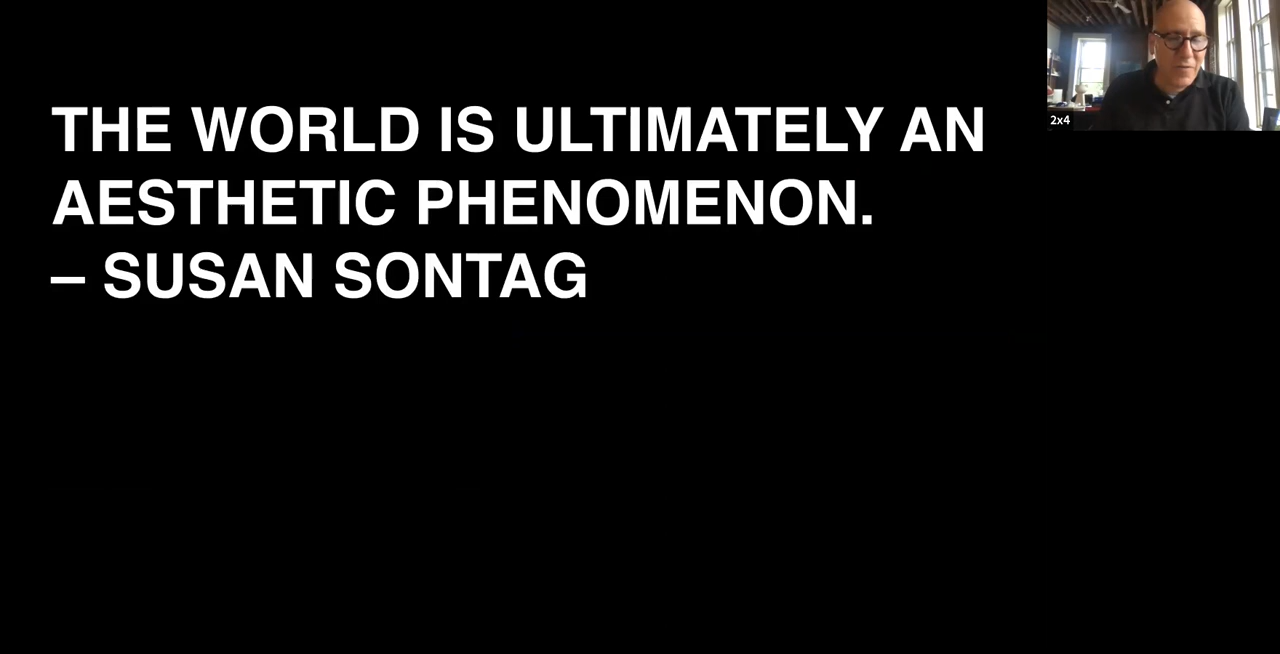 THE WORLD IS ULTIMATELY AN
AESTHETIC PHENOMENON.
– SUSAN SONTAG
2x4